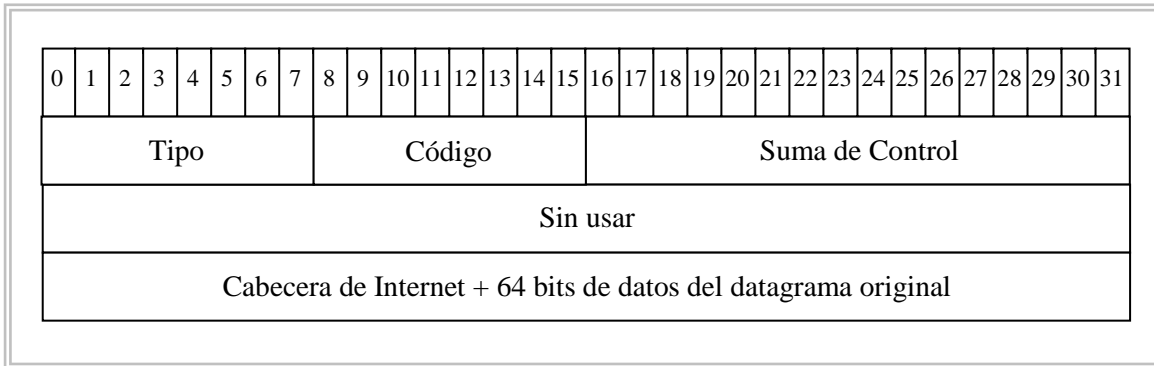 0 1 2 3 4 5 6 7 8 9 10 11 12 13 14 15 16 17 18 19 20 21 22 23 24 25 26 27 28 29 30 31
Tipo Código Suma de Control
Sin usar
Cabecera de Internet + 64 bits de datos del datagrama original